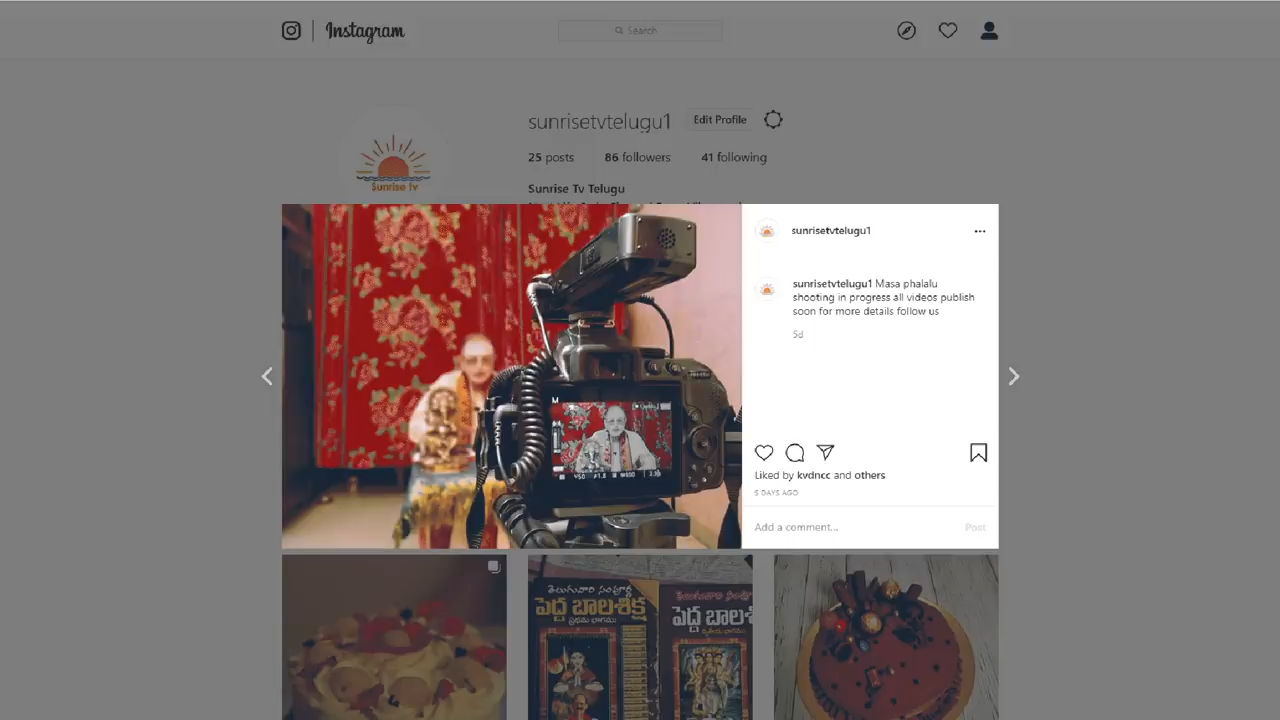 Instagram
Search
sunrisetvtelugu1 Edit Profile
25 posts 86 followers 41 following
Sunrise Tv
Sunrise Tv Telugu
sunrisetvtelugu1
sunrisetvtelugu1 Masa phalalu
shooting in progress all videos publish
soon for more details follow us
5d
M
Liked by kvdncc and others
5 DAYS AGO
Add a comment... Post
తెలుగువారి సంపూర్ణ
పెద్ద బాలశిక్ష
ప్రథమ భాగము
పెద్ద బాల